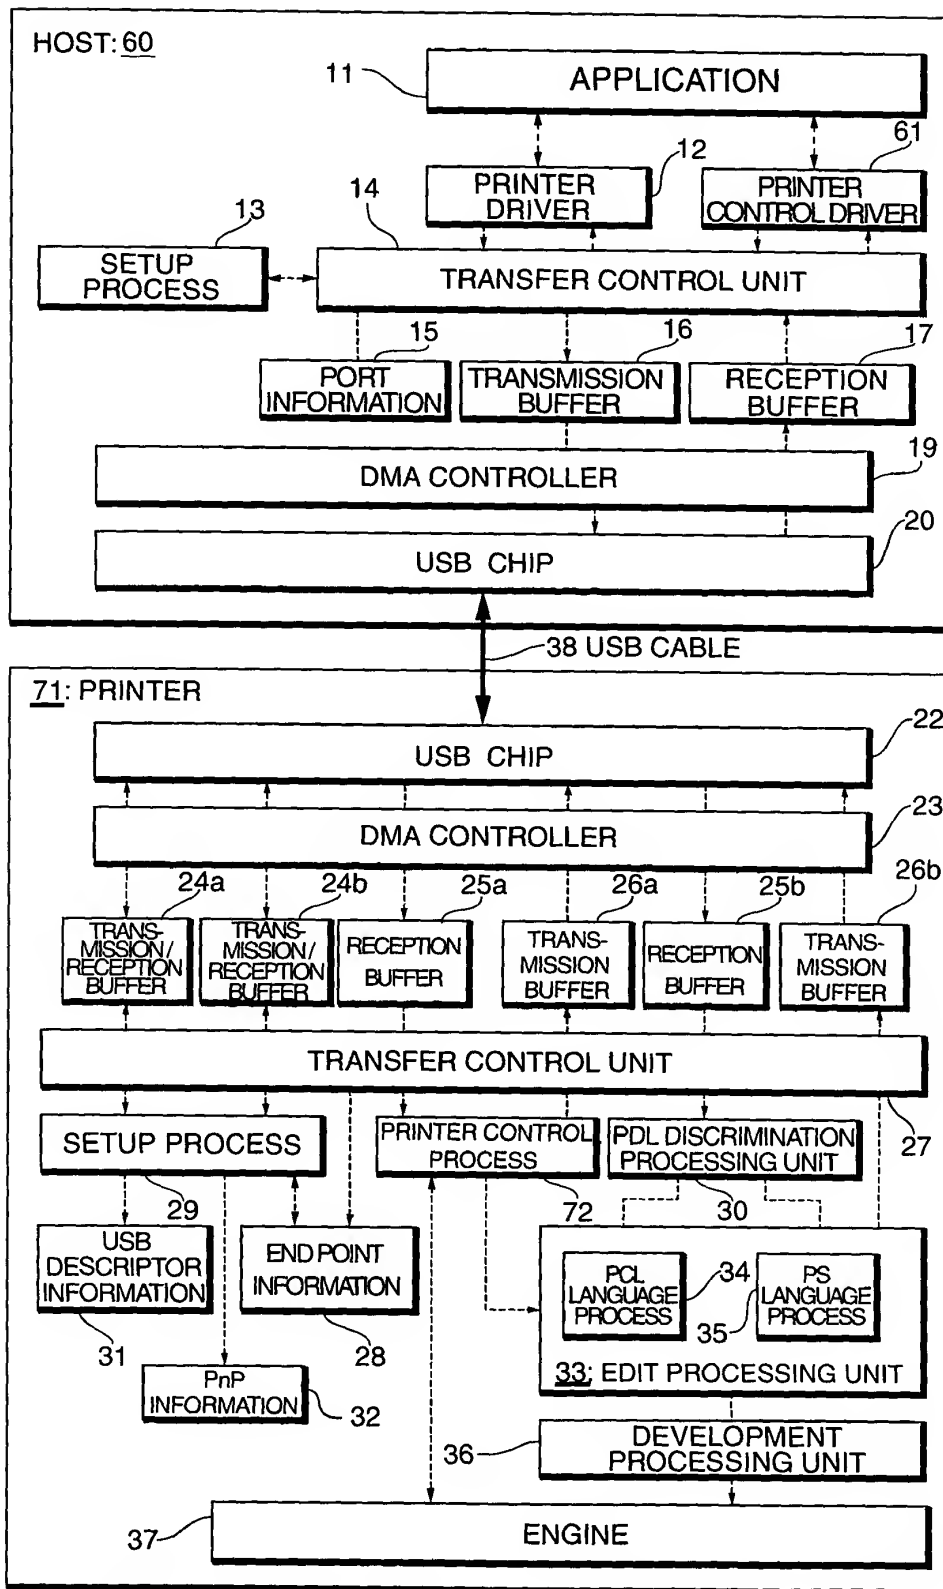 HOST: 60
11
APPLICATION
61
12
PRINTER
DRIVER
PRINTER
CONTROL DRIVER
13
14
SETUP
PROCESS
TRANSFER CONTROL UNIT
15
16
17
PORT
INFORMATION
TRANSMISSION
BUFFER
RECEPTION
BUFFER
19
DMA CONTROLLER
20
USB CHIP
38 USB CABLE
71: PRINTER
22
USB CHIP
23
DMA CONTROLLER
24a
24b
25a
26a
25b
26b
TRANS-
MISSION/
RECEPTION
BUFFER
TRANS-
MISSION/
RECEPTION
BUFFER
RECEPTION
BUFFER
TRANS-
MISSION
BUFFER
RECEPTION
BUFFER
TRANS-
MISSION
BUFFER
TRANSFER CONTROL UNIT
27
SETUP PROCESS
29
PRINTER CONTROL
PROCESS
72
PDL DISCRIMINATION
PROCESSING UNIT
30
USB
DESCRIPTOR
INFORMATION
31
END POINT
INFORMATION
28
PCL
LANGUAGE
PROCESS
34
35
PS
LANGUAGE
PROCESS
33; EDIT PROCESSING UNIT
PnP
INFORMATION
32
36
DEVELOPMENT
PROCESSING UNIT
37
ENGINE